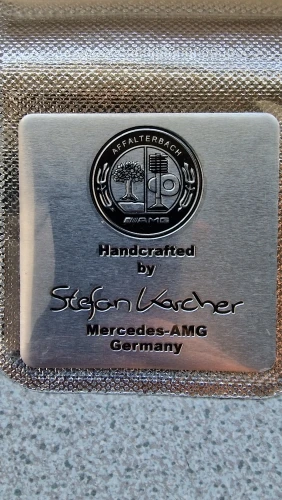 AFFALTERBACH
AMG
Handcrafted
by
Stefan Karcher
Mercedes-AMG
Germany